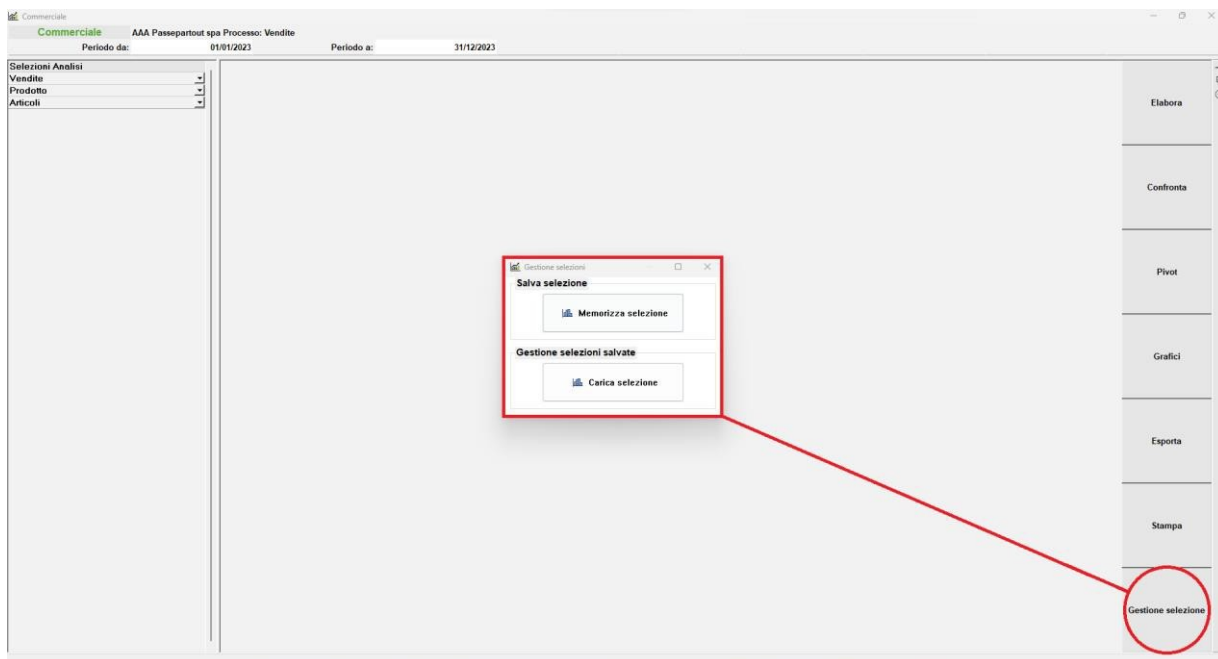 Commerciale
Commerciale AAA Passepartout spa Processo: Vendite
Periodo da: 01/01/2023 Periodo a: 31/12/2023
Selezioni Analisi
Vendite
Prodotto
Articoli
Gestione selezioni
Salva selezione
Memorizza selezione
Gestione selezioni salvate
Carica selezione
Elabora
Confronta
Pivot
Grafici
Esporta
Stampa
Gestione selezione